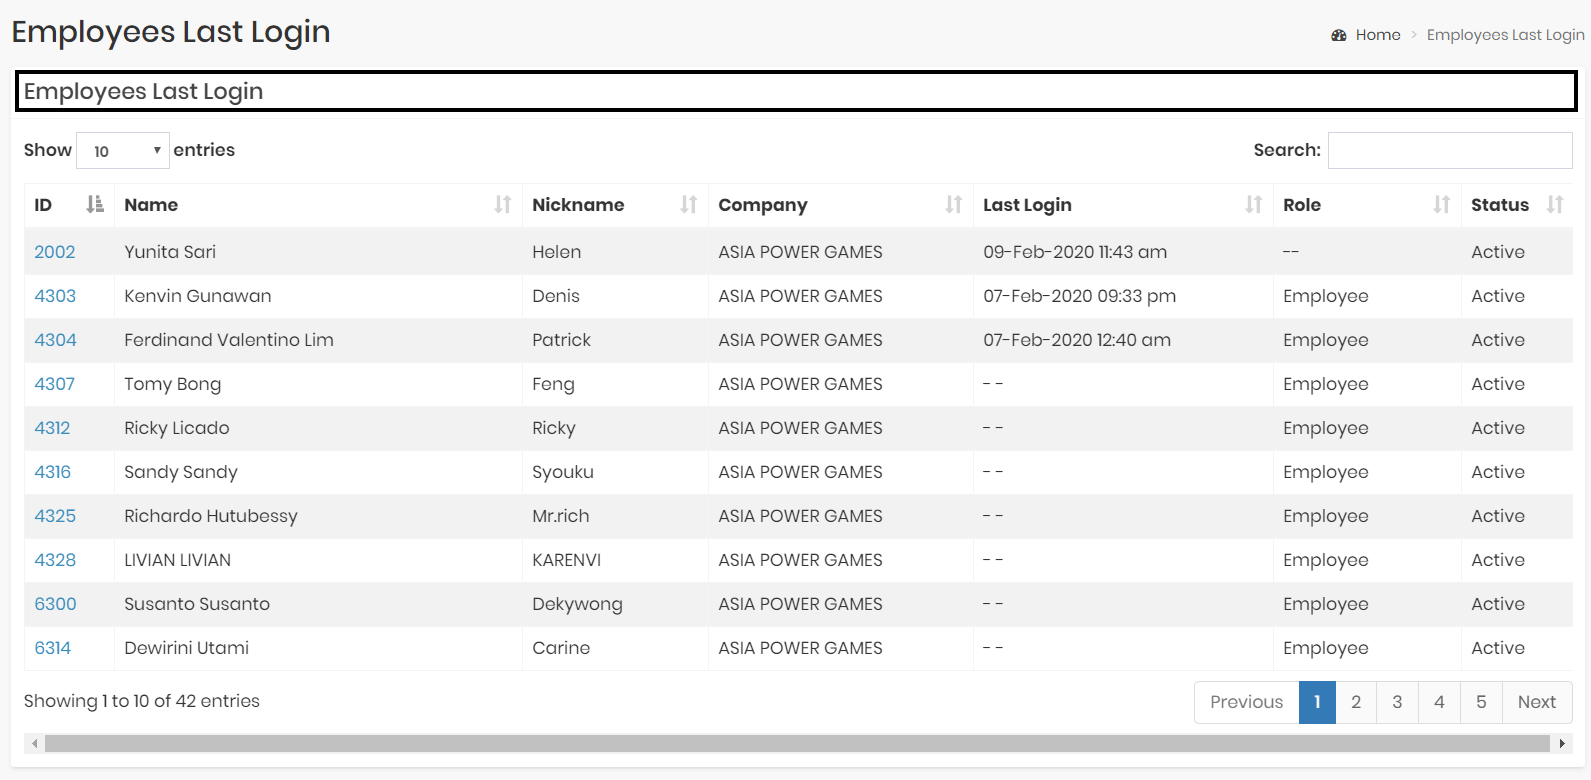 Employees Last Login
Home > Employees Last Login
Employees Last Login
Show 10 entries
Search:
ID Name Nickname Company Last Login Role Status
2002 Yunita Sari Helen ASIA POWER GAMES 09-Feb-2020 11:43 am -- Active
4303 Kenvin Gunawan Denis ASIA POWER GAMES 07-Feb-2020 09:33 pm Employee Active
4304 Ferdinand Valentino Lim Patrick ASIA POWER GAMES 07-Feb-2020 12:40 am Employee Active
4307 Tomy Bong Feng ASIA POWER GAMES - - Employee Active
4312 Ricky Licado Ricky ASIA POWER GAMES - - Employee Active
4316 Sandy Sandy Syouku ASIA POWER GAMES - - Employee Active
4325 Richardo Hutubessy Mr.rich ASIA POWER GAMES - - Employee Active
4328 LIVIAN LIVIAN KARENVI ASIA POWER GAMES - - Employee Active
6300 Susanto Susanto Dekywong ASIA POWER GAMES - - Employee Active
6314 Dewirini Utami Carine ASIA POWER GAMES - - Employee Active
Showing 1 to 10 of 42 entries
Previous 1 2 3 4 5 Next